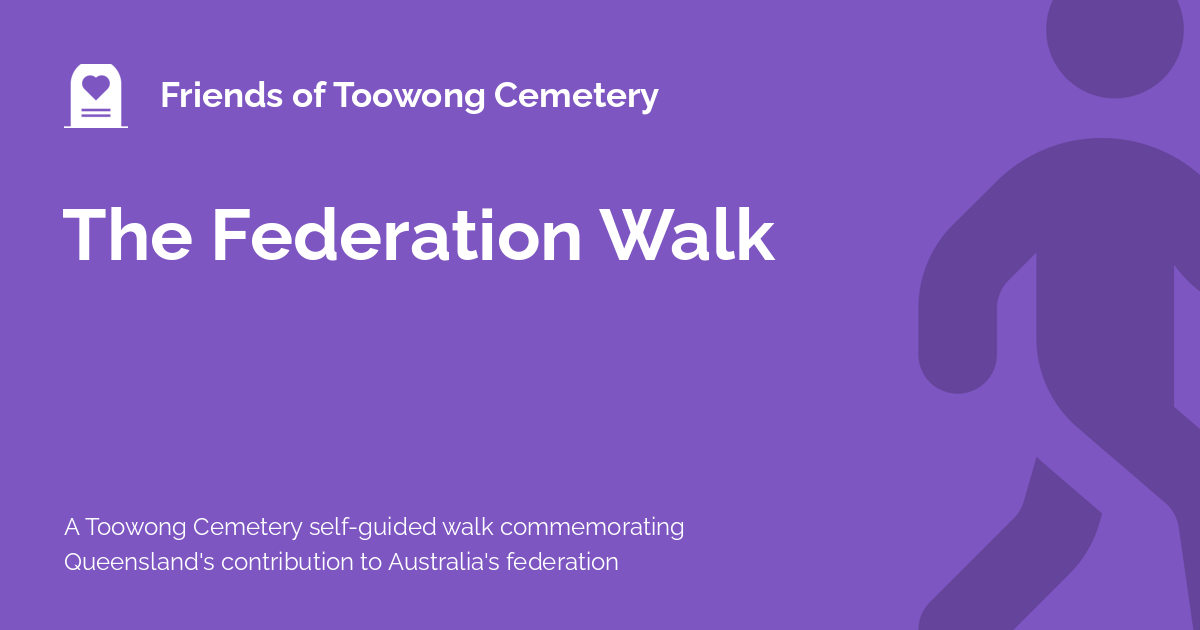 Friends of Toowong Cemetery
The Federation Walk
A Toowong Cemetery self-guided walk commemorating
Queensland's contribution to Australia's federation